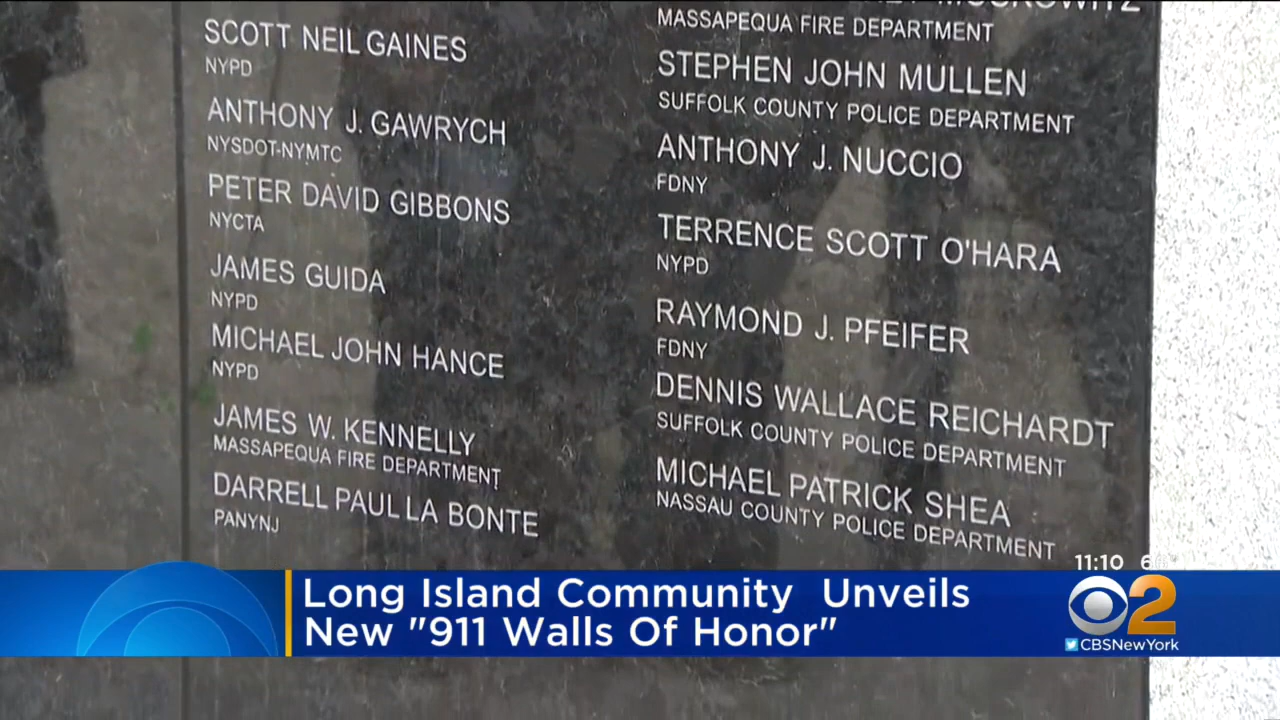 SCOTT NEIL GAINES
NYPD
ANTHONY J. GAWRYCH
NYSDOT-NYMTC
PETER DAVID GIBBONS
NYCTA
JAMES GUIDA
NYPD
MICHAEL JOHN HANCE
NYPD
JAMES W. KENNELLY
MASSAPEQUA FIRE DEPARTMENT
DARRELL PAUL LA BONTE
PANYNJ
MASSAPEQUA FIRE DEPARTMENT
STEPHEN JOHN MULLEN
SUFFOLK COUNTY POLICE DEPARTMENT
ANTHONY J. NUCCIO
FDNY
TERRENCE SCOTT O'HARA
NYPD
RAYMOND J. PFEIFER
FDNY
DENNIS WALLACE REICHARDT
SUFFOLK COUNTY POLICE DEPARTMENT
MICHAEL PATRICK SHEA
NASSAU COUNTY POLICE DEPARTMENT
11:10
Long Island Community Unveils
New "911 Walls Of Honor"
2
CBSNewYork